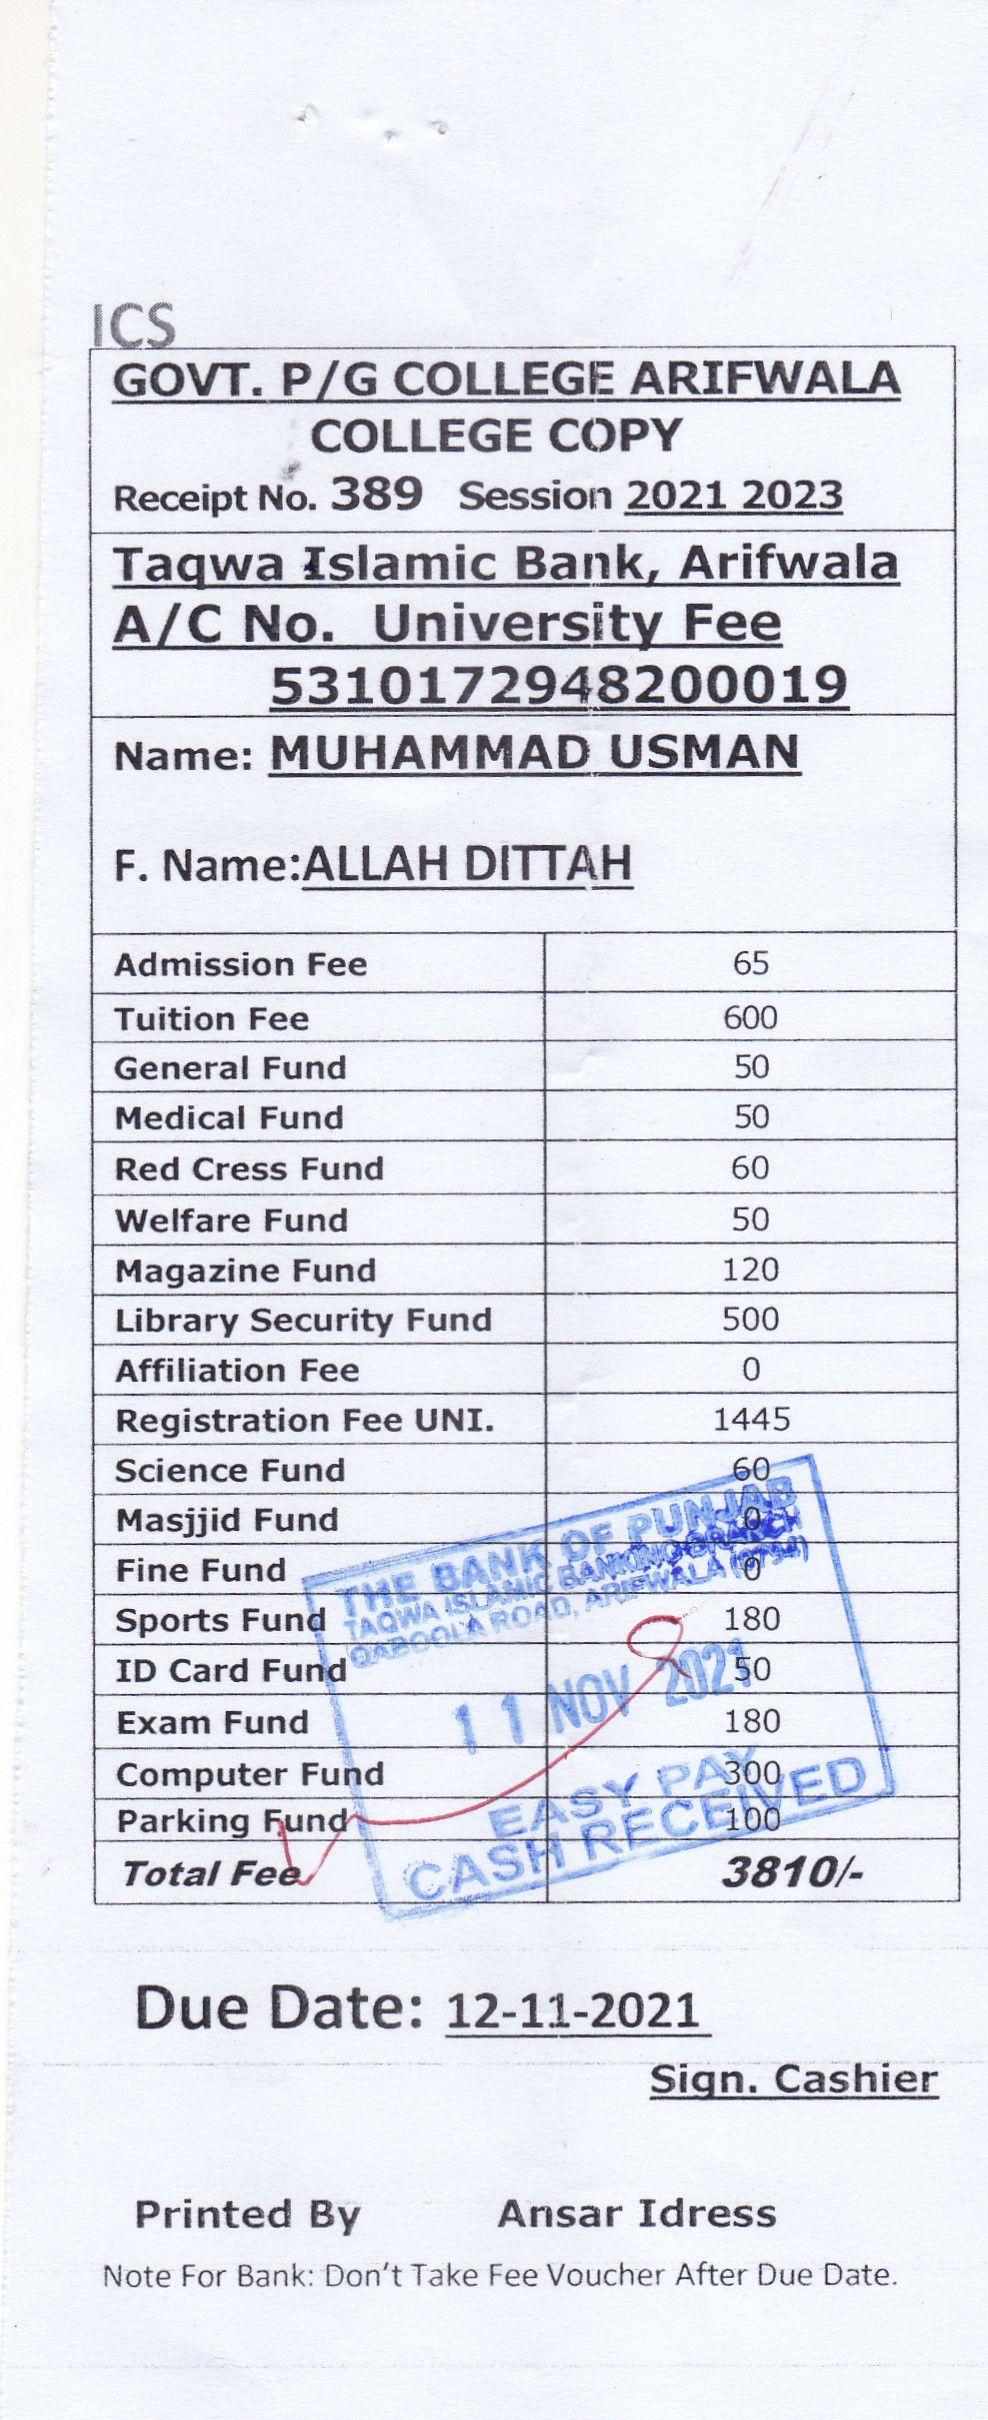 ICS
GOVT. P/G COLLEGE ARIFWALA
COLLEGE COPY
Receipt No. 389 Session 2021 2023
Taqwa Islamic Bank, Arifwala
A/C No. University Fee
5310172948200019
Name: MUHAMMAD USMAN
F. Name:ALLAH DITTAH
Admission Fee 65
Tuition Fee 600
General Fund 50
Medical Fund 50
Red Cress Fund 60
Welfare Fund 50
Magazine Fund 120
Library Security Fund 500
Affiliation Fee 0
Registration Fee UNI. 1445
Science Fund 60
Masjjid Fund 0
Fine Fund 0
Sports Fund 180
ID Card Fund 50
Exam Fund 180
Computer Fund 300
Parking Fund 100
Total Fee 3810/-
THE BANK OF PUNJAB
TAQWA ISLAMIC BANKING BRANCH
QABOOLA ROAD, ARIFWALA
11 NOV 2021
EASY PAY
CASH RECEIVED
Due Date: 12-11-2021
Sign. Cashier
Printed By Ansar Idress
Note For Bank: Don't Take Fee Voucher After Due Date.